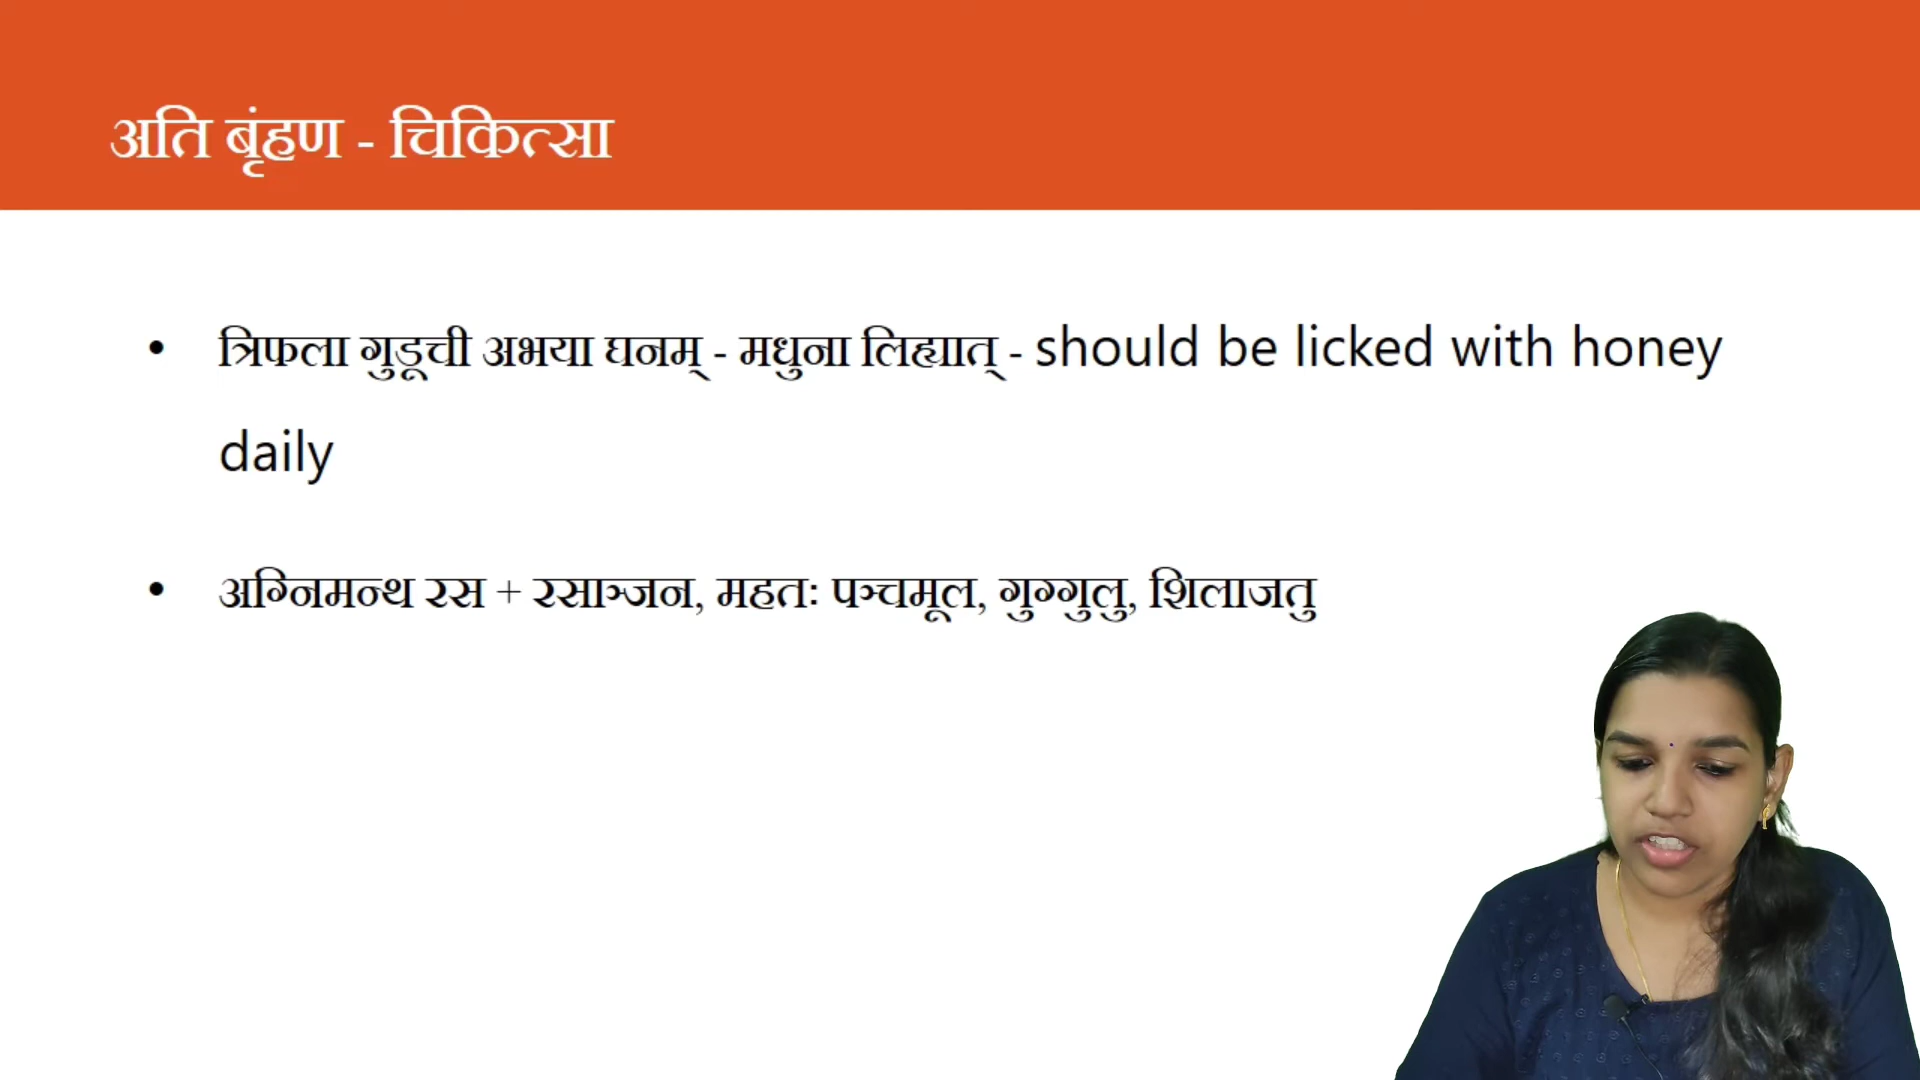 अति बृंहण - चिकित्सा
• त्रिफला गुडूची अभया घनम् - मधुना लिह्यात् - should be licked with honey
daily
• अग्निमन्थ रस + रसाञ्जन, महतः पञ्चमूल, गुग्गुलु, शिलाजतु